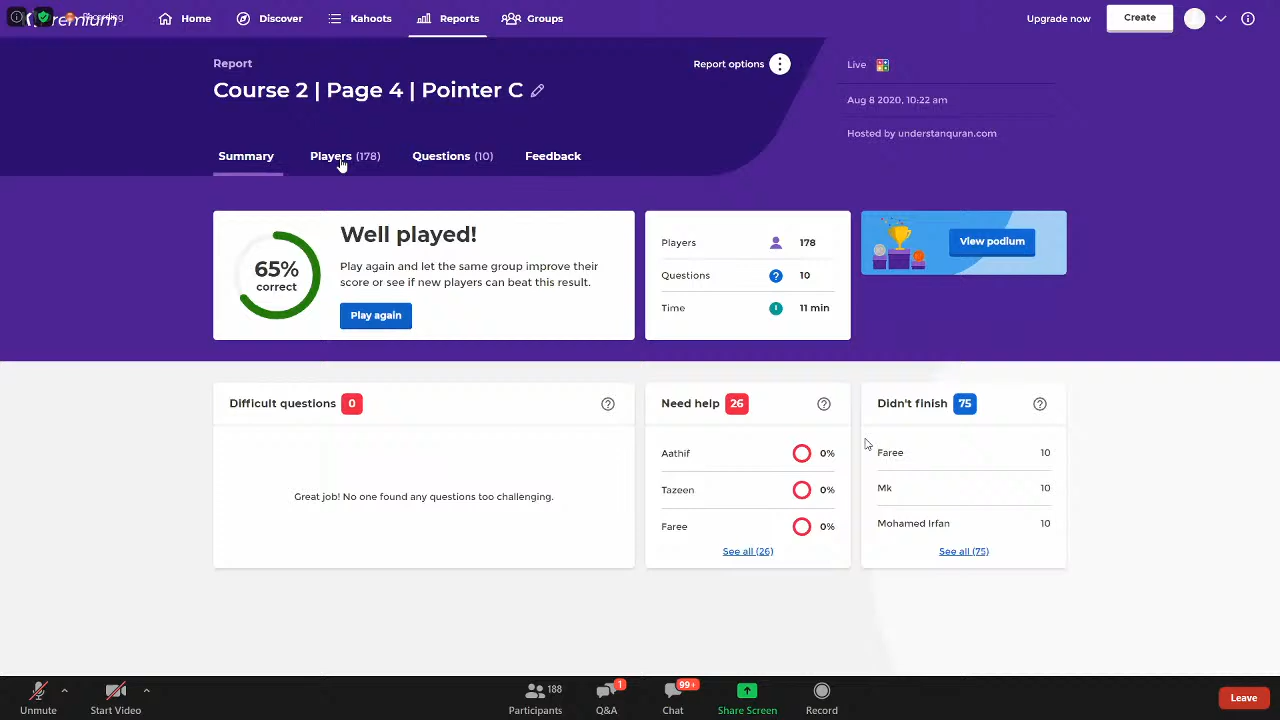 Home
Discover
Kahoots
Reports
Groups
Upgrade now
Create
Report
Report options
Live
Course 2 | Page 4 | Pointer C
Aug 8 2020, 10:22 am
Hosted by understanquran.com
Summary
Players (178)
Questions (10)
Feedback
65%
correct
Well played!
Play again and let the same group improve their
score or see if new players can beat this result.
Play again
Players 178
Questions 10
Time 11 min
View podium
Difficult questions 0
Great job! No one found any questions too challenging.
Need help 26
Aathif 0%
Tazeen 0%
Faree 0%
See all (26)
Didn't finish 75
Faree 10
Mk 10
Mohamed Irfan 10
See all (75)
Unmute
Start Video
188
Participants
1
Q&A
99+
Chat
Share Screen
Record
Leave